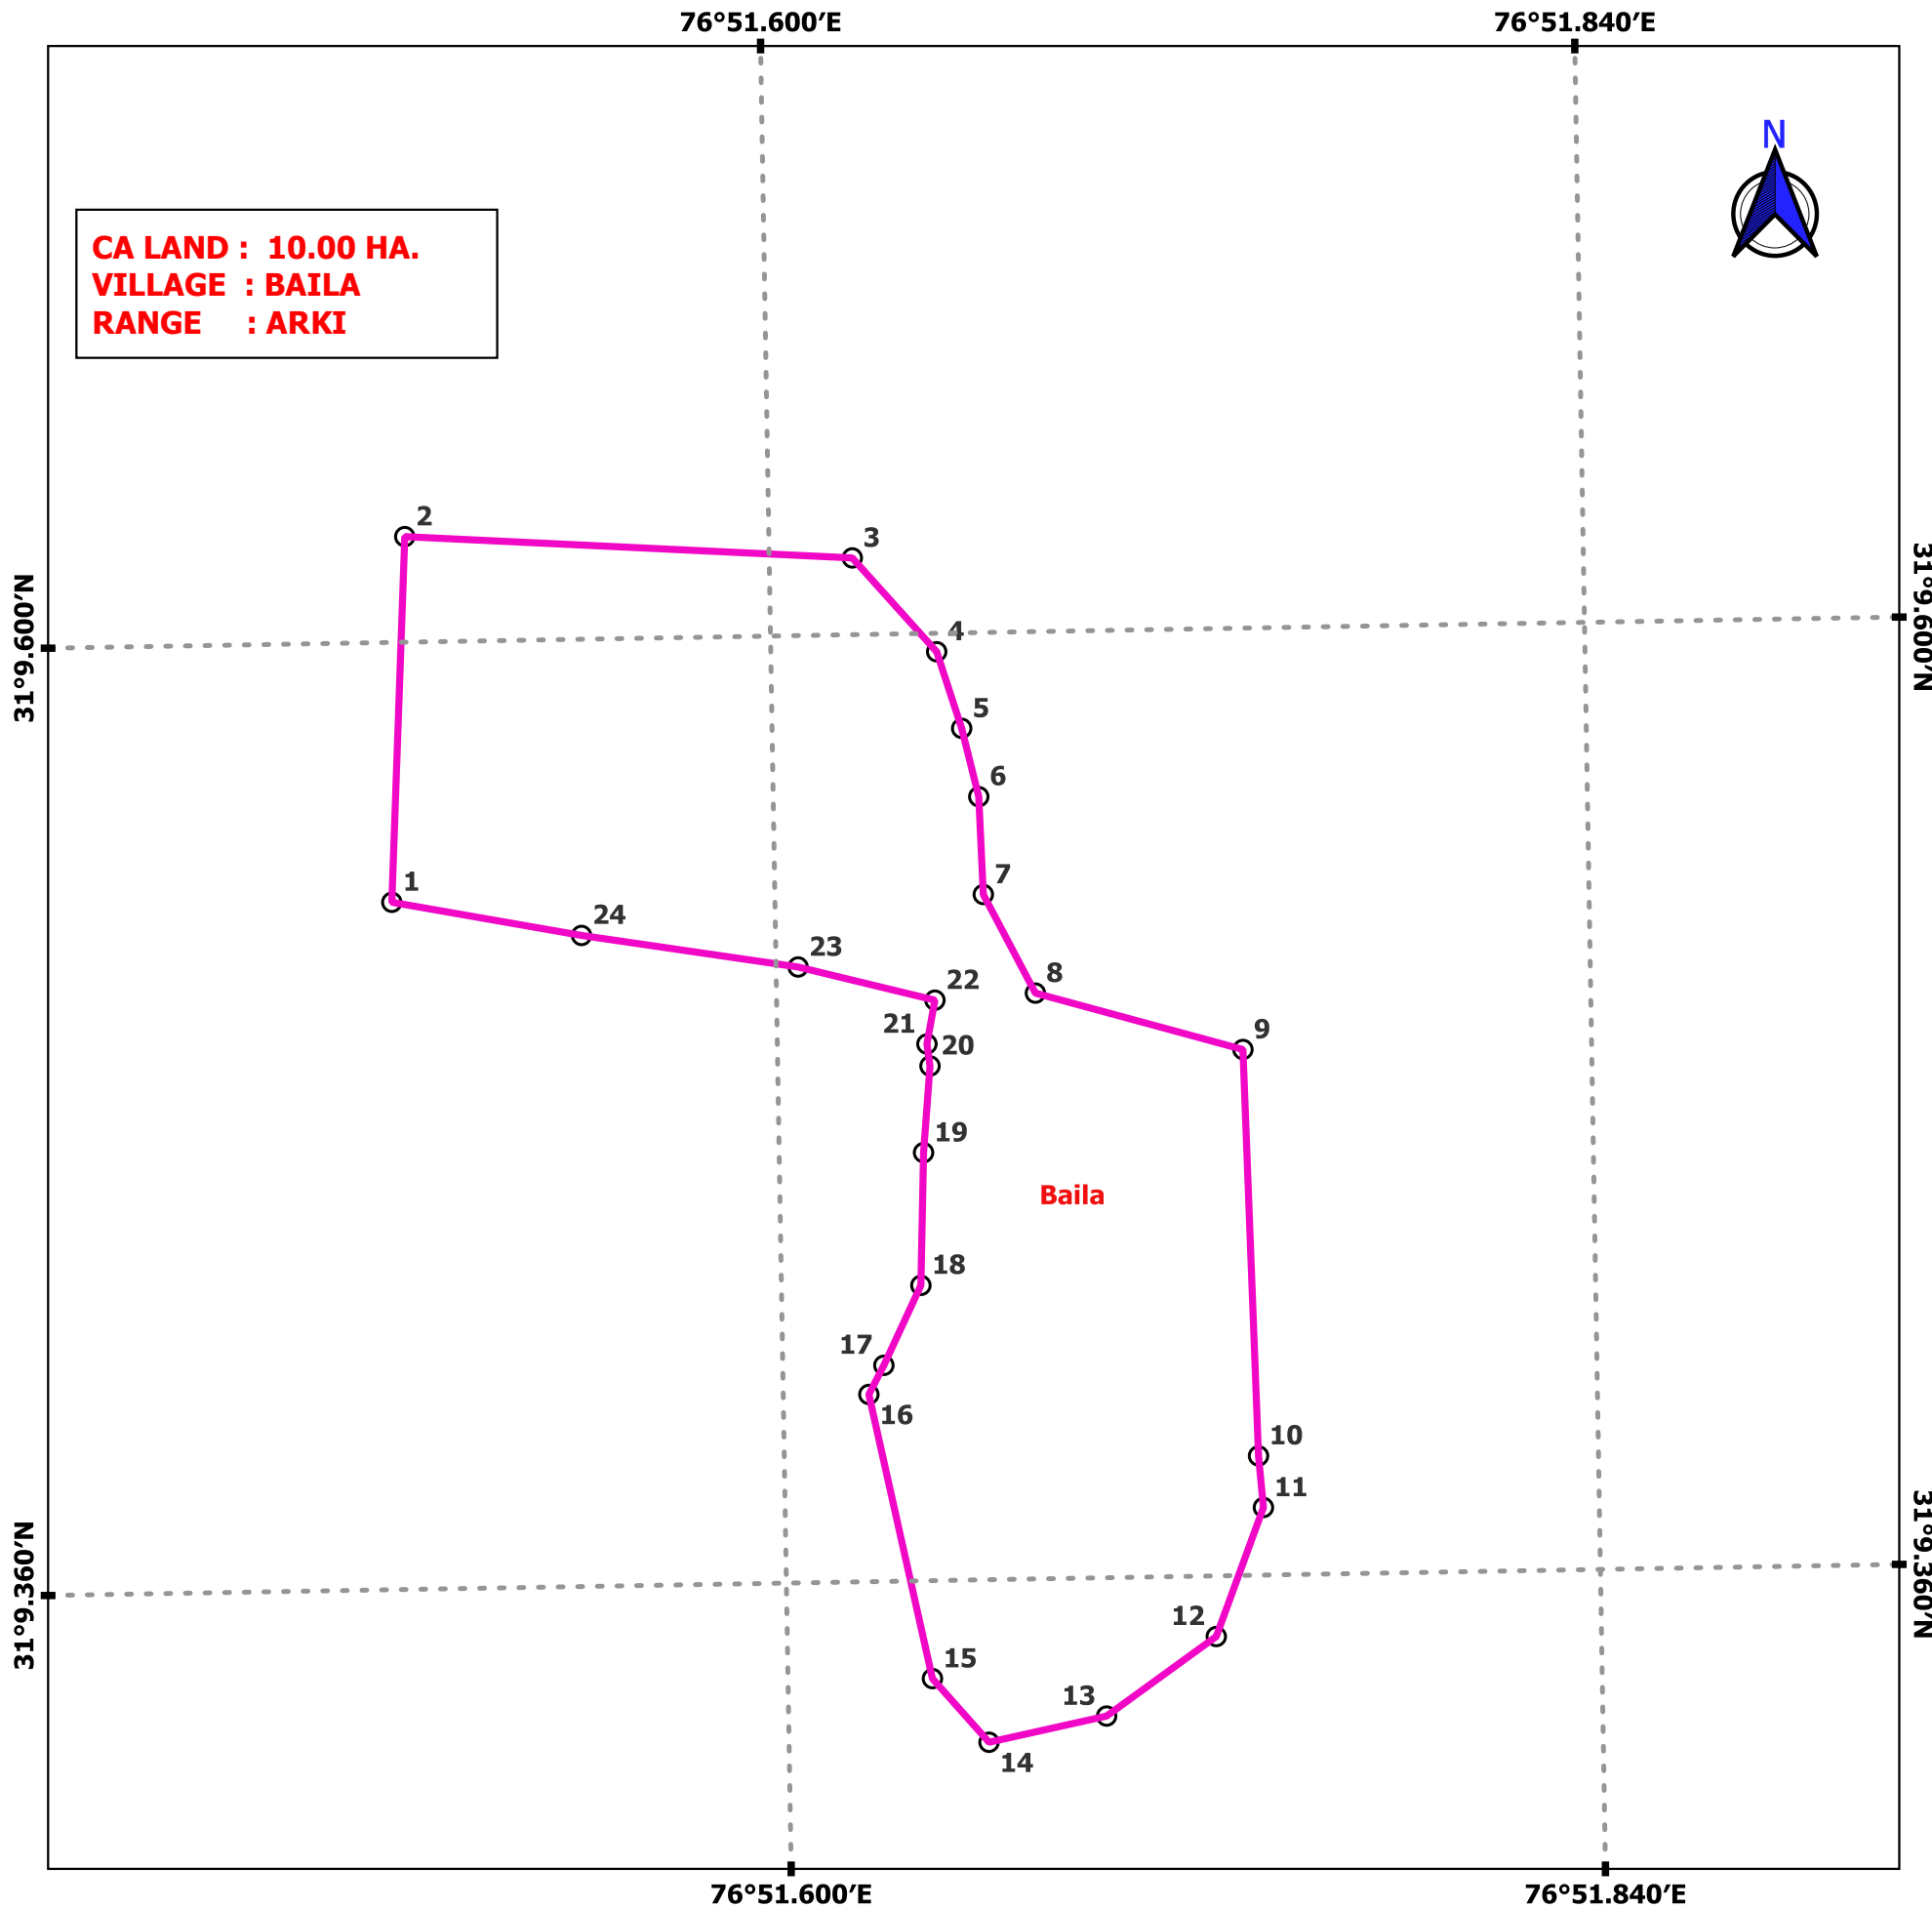 76°51.600′E
76°51.840′E
N
CA LAND :  10.00 HA.
VILLAGE  : BAILA
RANGE     : ARKI
2
3
31°9.600′N
31°9.600′N
4
5
6
7
1
24
23
8
22
21
9
20
19
Baila
18
17
16
10
11
31°9.360′N
31°9.360′N
12
15
13
14
76°51.600′E
76°51.840′E